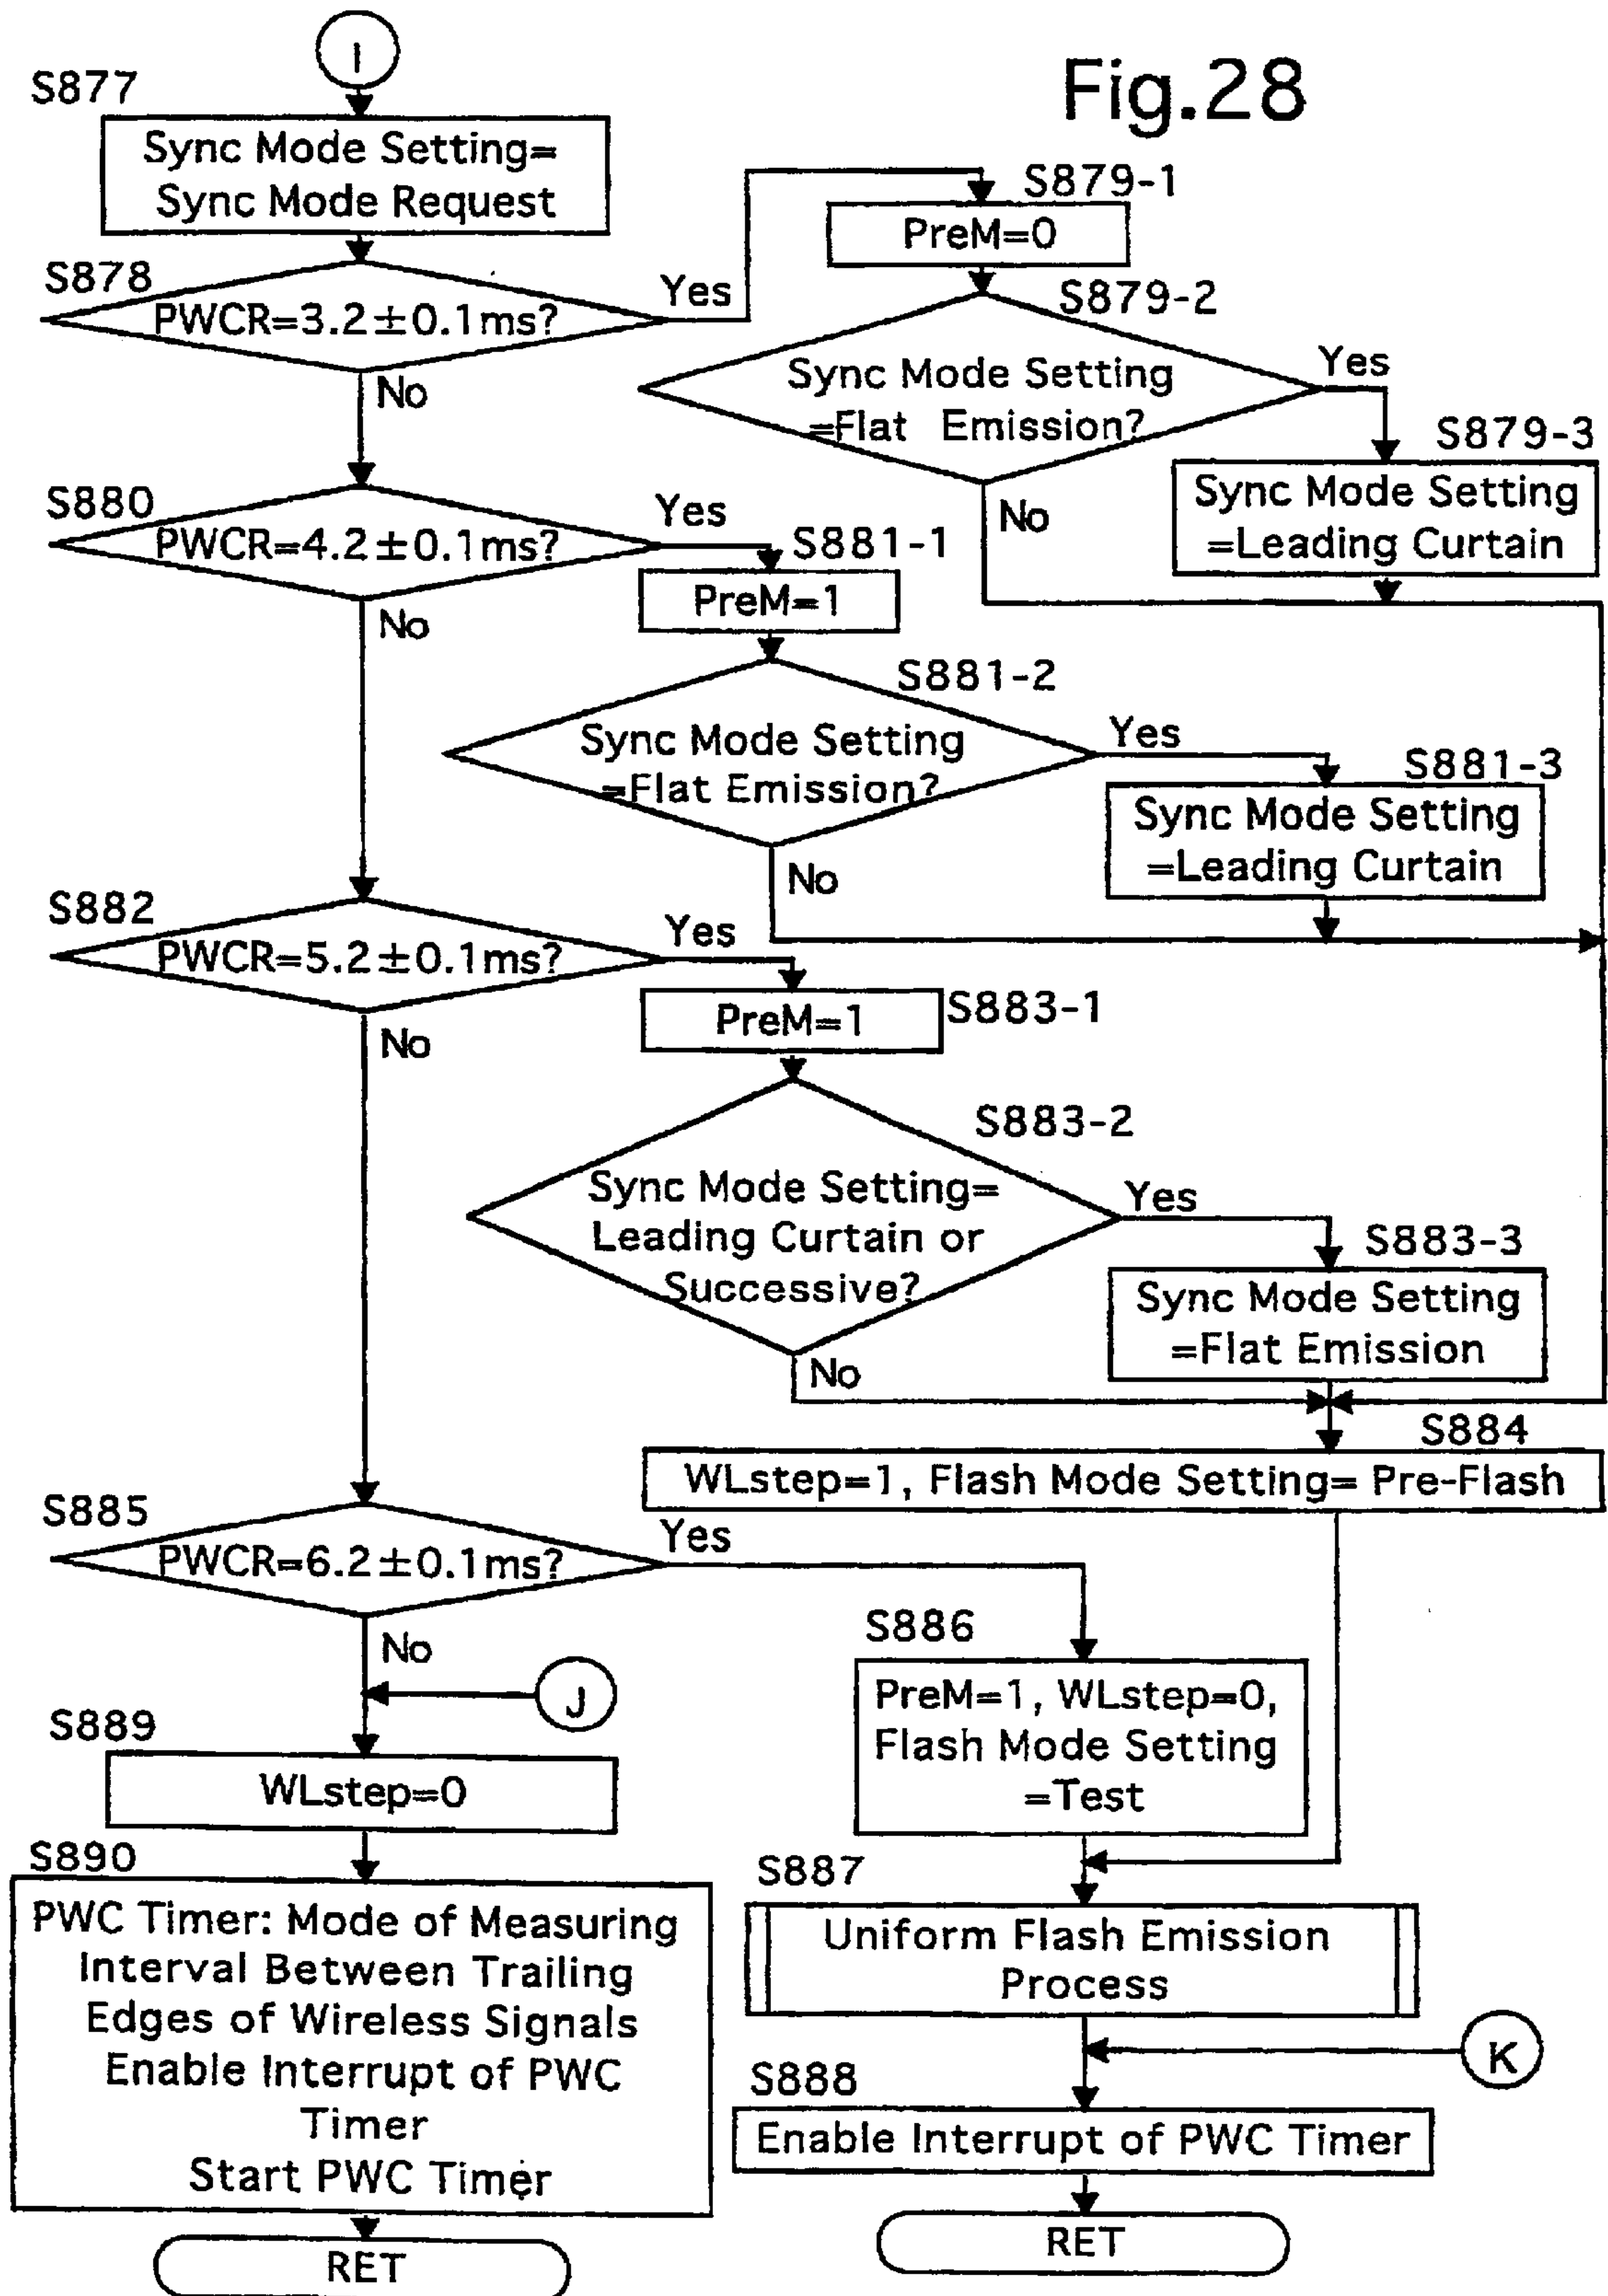 I
Fig.28
S877
Sync Mode Setting=
Sync Mode Request
S878
PWCR=3.2±0.1ms?
Yes
No
S879-1
PreM=0
S879-2
Sync Mode Setting
=Flat Emission?
Yes
No
S879-3
Sync Mode Setting
=Leading Curtain
S880
PWCR=4.2±0.1ms?
Yes
No
S881-1
PreM=1
S881-2
Sync Mode Setting
=Flat Emission?
Yes
No
S881-3
Sync Mode Setting
=Leading Curtain
S882
PWCR=5.2±0.1ms?
Yes
No
S883-1
PreM=1
S883-2
Sync Mode Setting=
Leading Curtain or
Successive?
Yes
No
S883-3
Sync Mode Setting
=Flat Emission
S884
WLstep=1, Flash Mode Setting= Pre-Flash
S885
PWCR=6.2±0.1ms?
Yes
No
J
S886
PreM=1, WLstep=0,
Flash Mode Setting
=Test
S887
Uniform Flash Emission
Process
K
S888
Enable Interrupt of PWC Timer
RET
S889
WLstep=0
S890
PWC Timer: Mode of Measuring
Interval Between Trailing
Edges of Wireless Signals
Enable Interrupt of PWC
Timer
Start PWC Timer
RET